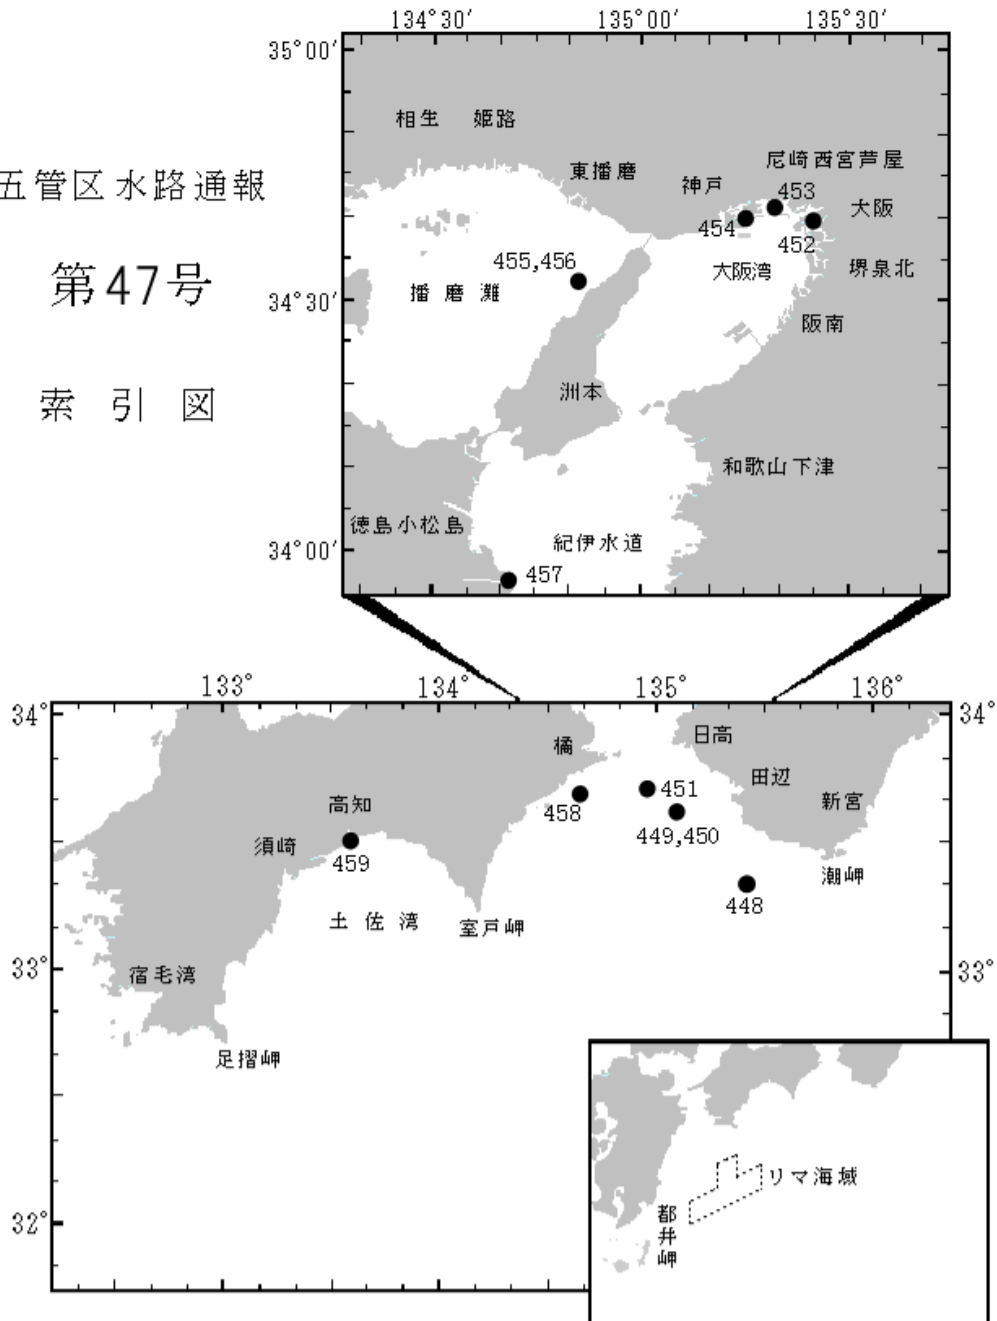 134°30′ 135°00′ 135°30′
35°00′
相生 姫路
東播磨
尼崎西宮芦屋
神戸
453
五管区水路通報
大阪
454
452
455,456
大阪湾
堺泉北
第47号
播磨灘
34°30′
阪南
索引図
洲本
和歌山下津
徳島小松島
紀伊水道
34°00′
457
133° 134° 135° 136°
34°
34°
橘
日高
田辺
451
新宮
高知
458
449,450
須崎
459
潮岬
448
土佐湾
室戸岬
33°
33°
宿毛湾
足摺岬
リマ海域
都井岬
32°